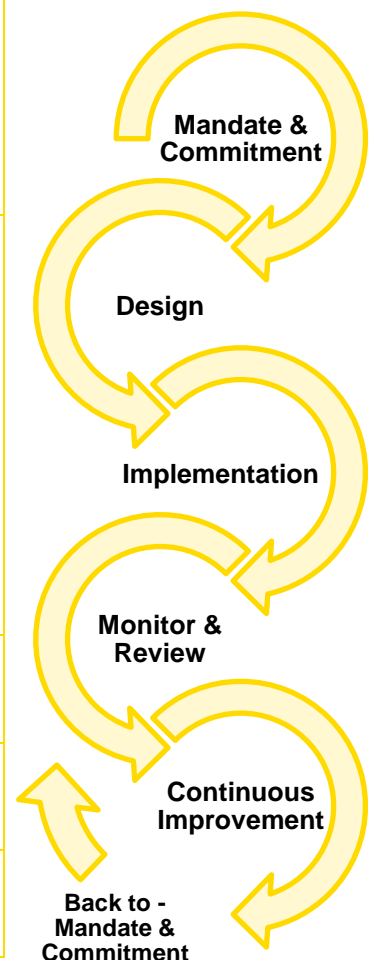 Mandate &
Commitment
Design
Implementation
Monitor &
Review
Continuous
Improvement
Back to -
Mandate &
Commitment